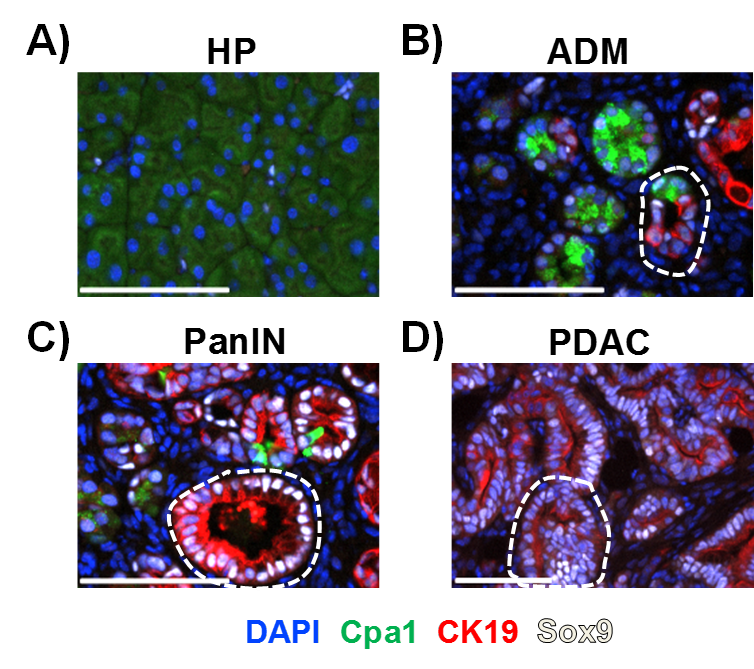 A) HP
B) ADM
C) PanIN
D) PDAC
DAPI Cpa1 CK19 Sox9